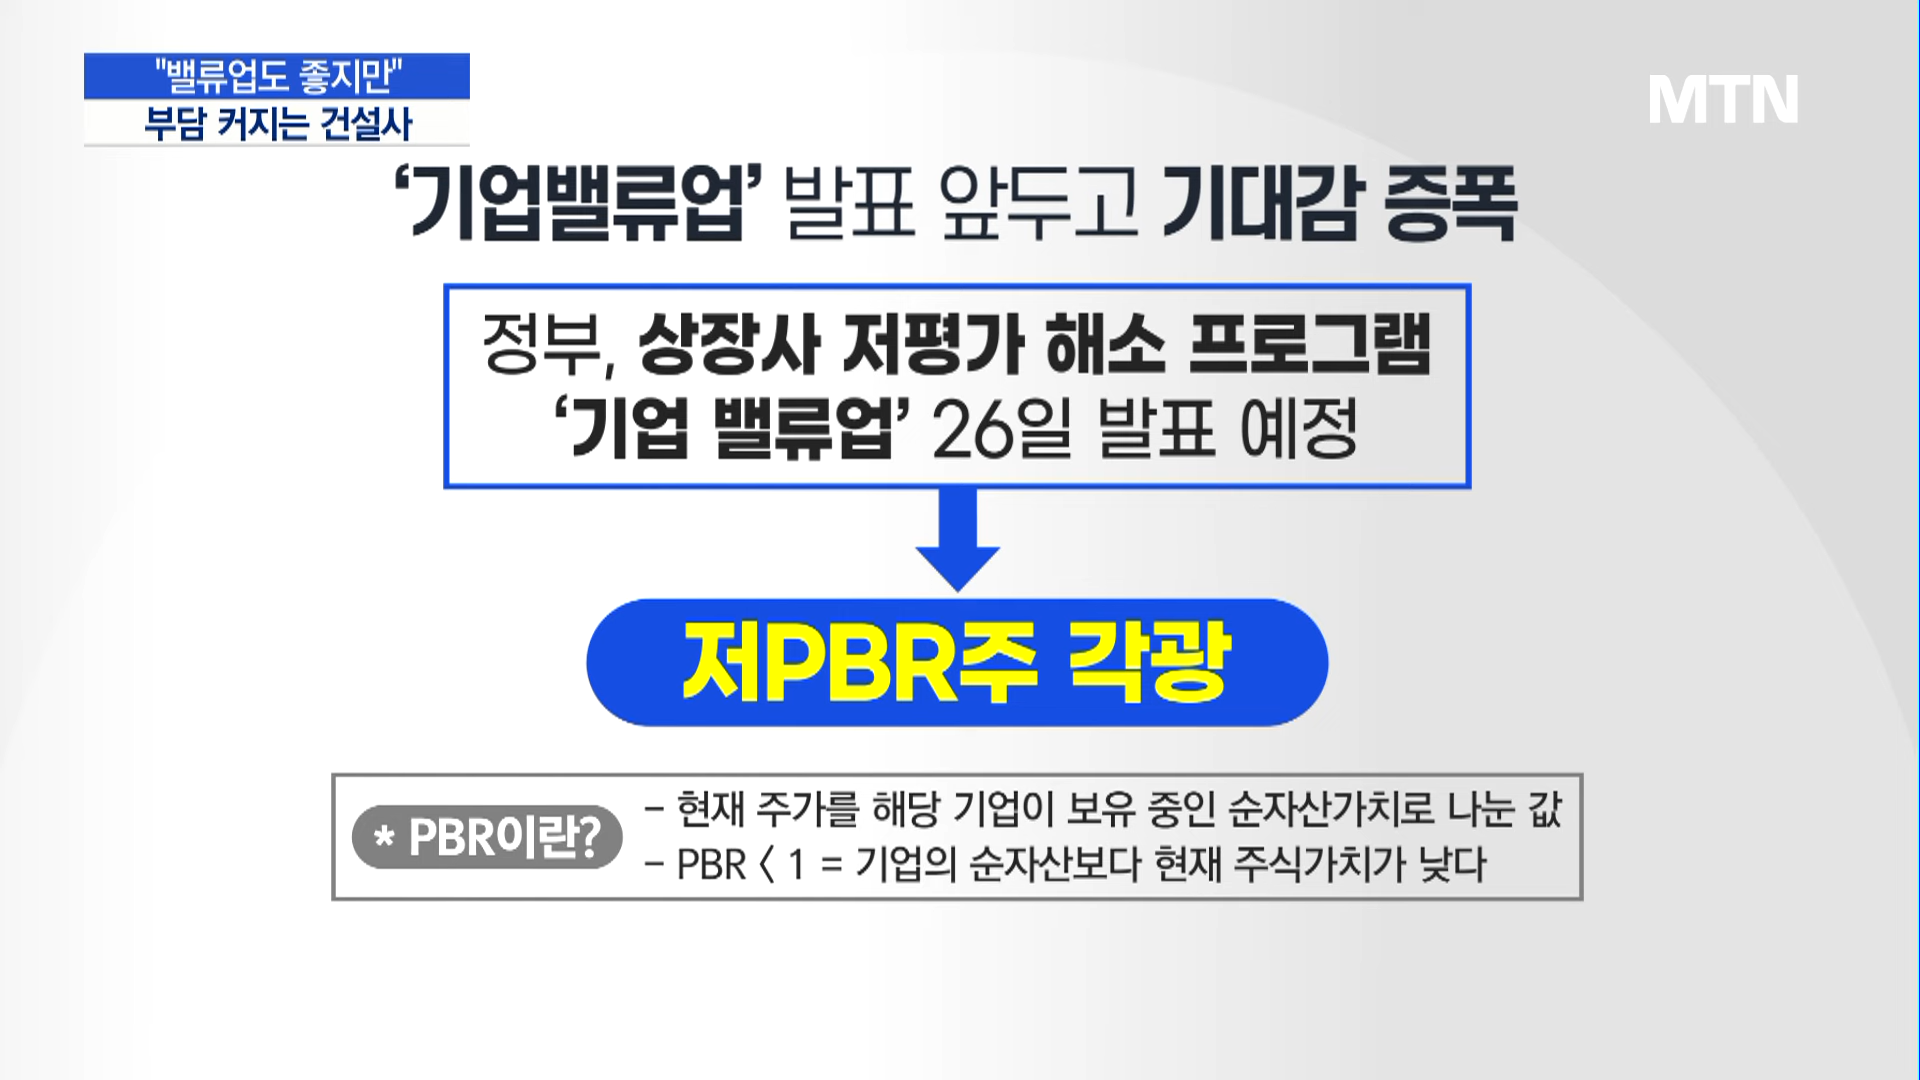 "밸류업도 좋지만"
부담 커지는 건설사
MTN
‘기업밸류업’ 발표 앞두고 기대감 증폭
정부, 상장사 저평가 해소 프로그램
‘기업 밸류업’ 26일 발표 예정
저PBR주 각광
* PBR이란?
- 현재 주가를 해당 기업이 보유 중인 순자산가치로 나눈 값
- PBR < 1 = 기업의 순자산보다 현재 주식가치가 낮다